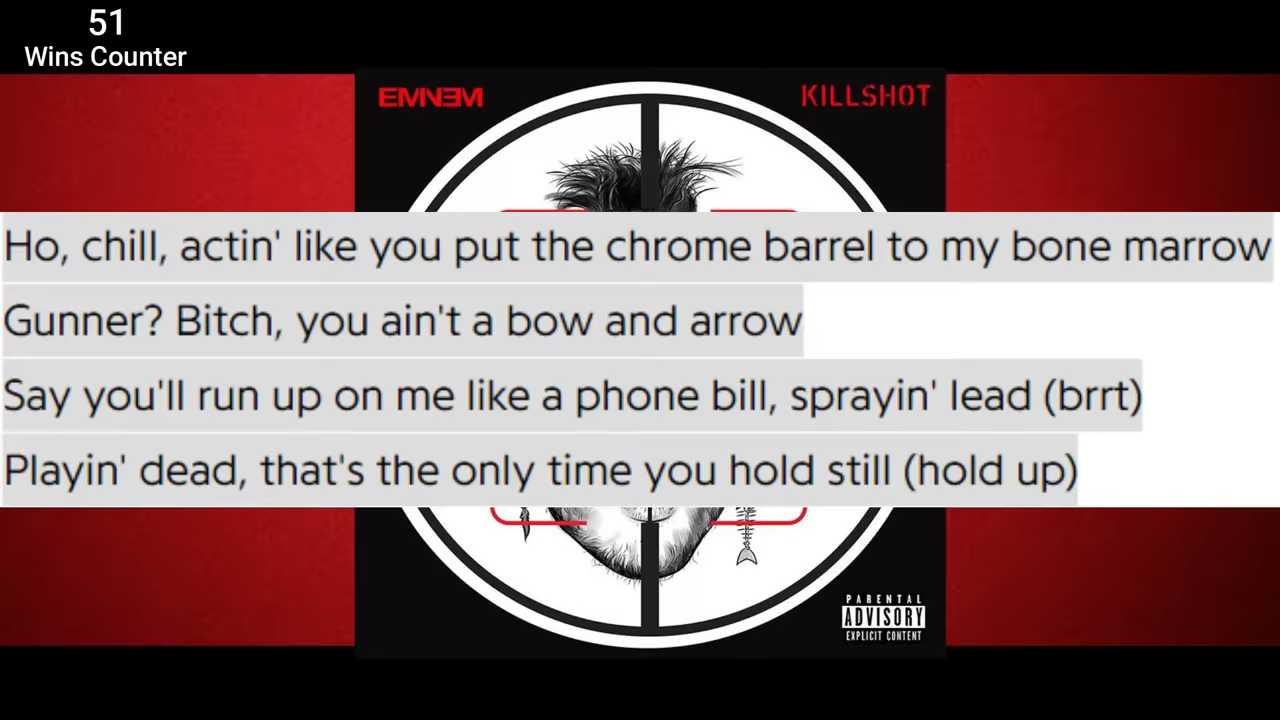 51
Wins Counter
EMINEM
KILLSHOT
Ho, chill, actin' like you put the chrome barrel to my bone marrow
Gunner? Bitch, you ain't a bow and arrow
Say you'll run up on me like a phone bill, sprayin' lead (brrt)
Playin' dead, that's the only time you hold still (hold up)
PARENTAL
ADVISORY
EXPLICIT CONTENT